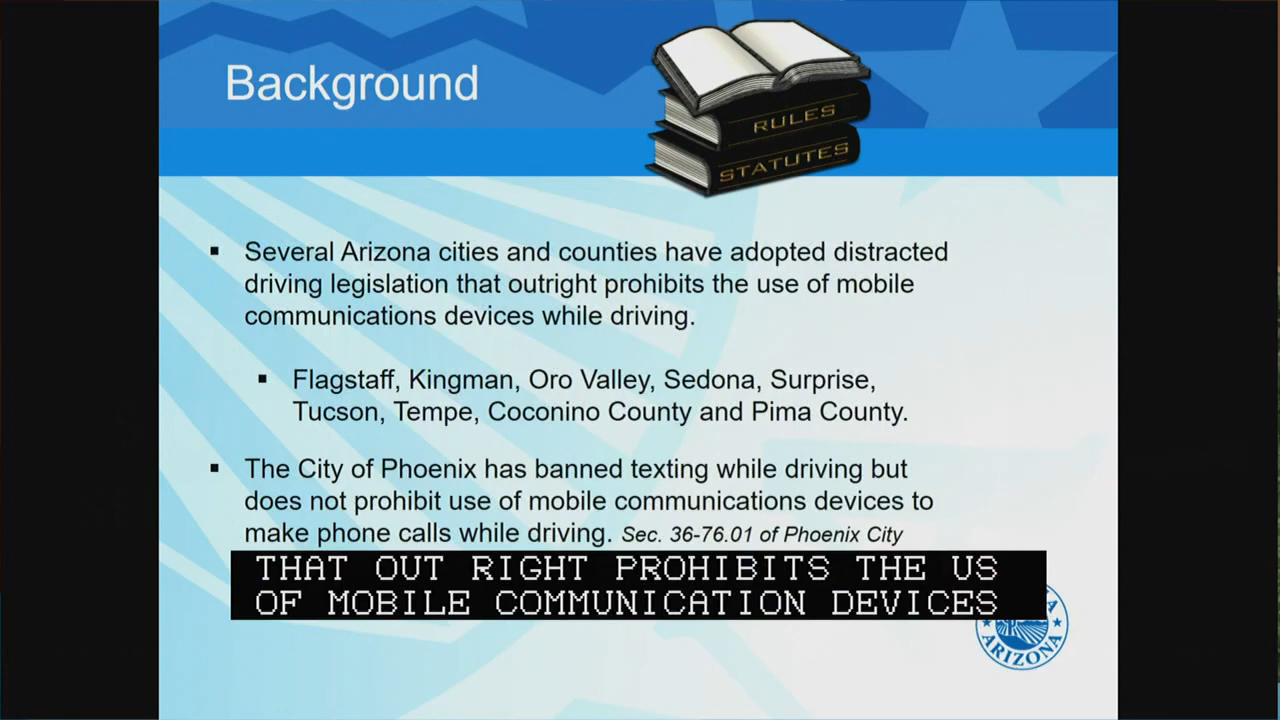 Background
RULES
STATUTES
▪ Several Arizona cities and counties have adopted distracted
driving legislation that outright prohibits the use of mobile
communications devices while driving.
▪ Flagstaff, Kingman, Oro Valley, Sedona, Surprise,
Tucson, Tempe, Coconino County and Pima County.
▪ The City of Phoenix has banned texting while driving but
does not prohibit use of mobile communications devices to
make phone calls while driving. Sec. 36-76.01 of Phoenix City
THAT OUT RIGHT PROHIBITS THE US
OF MOBILE COMMUNICATION DEVICES
ARIZONA